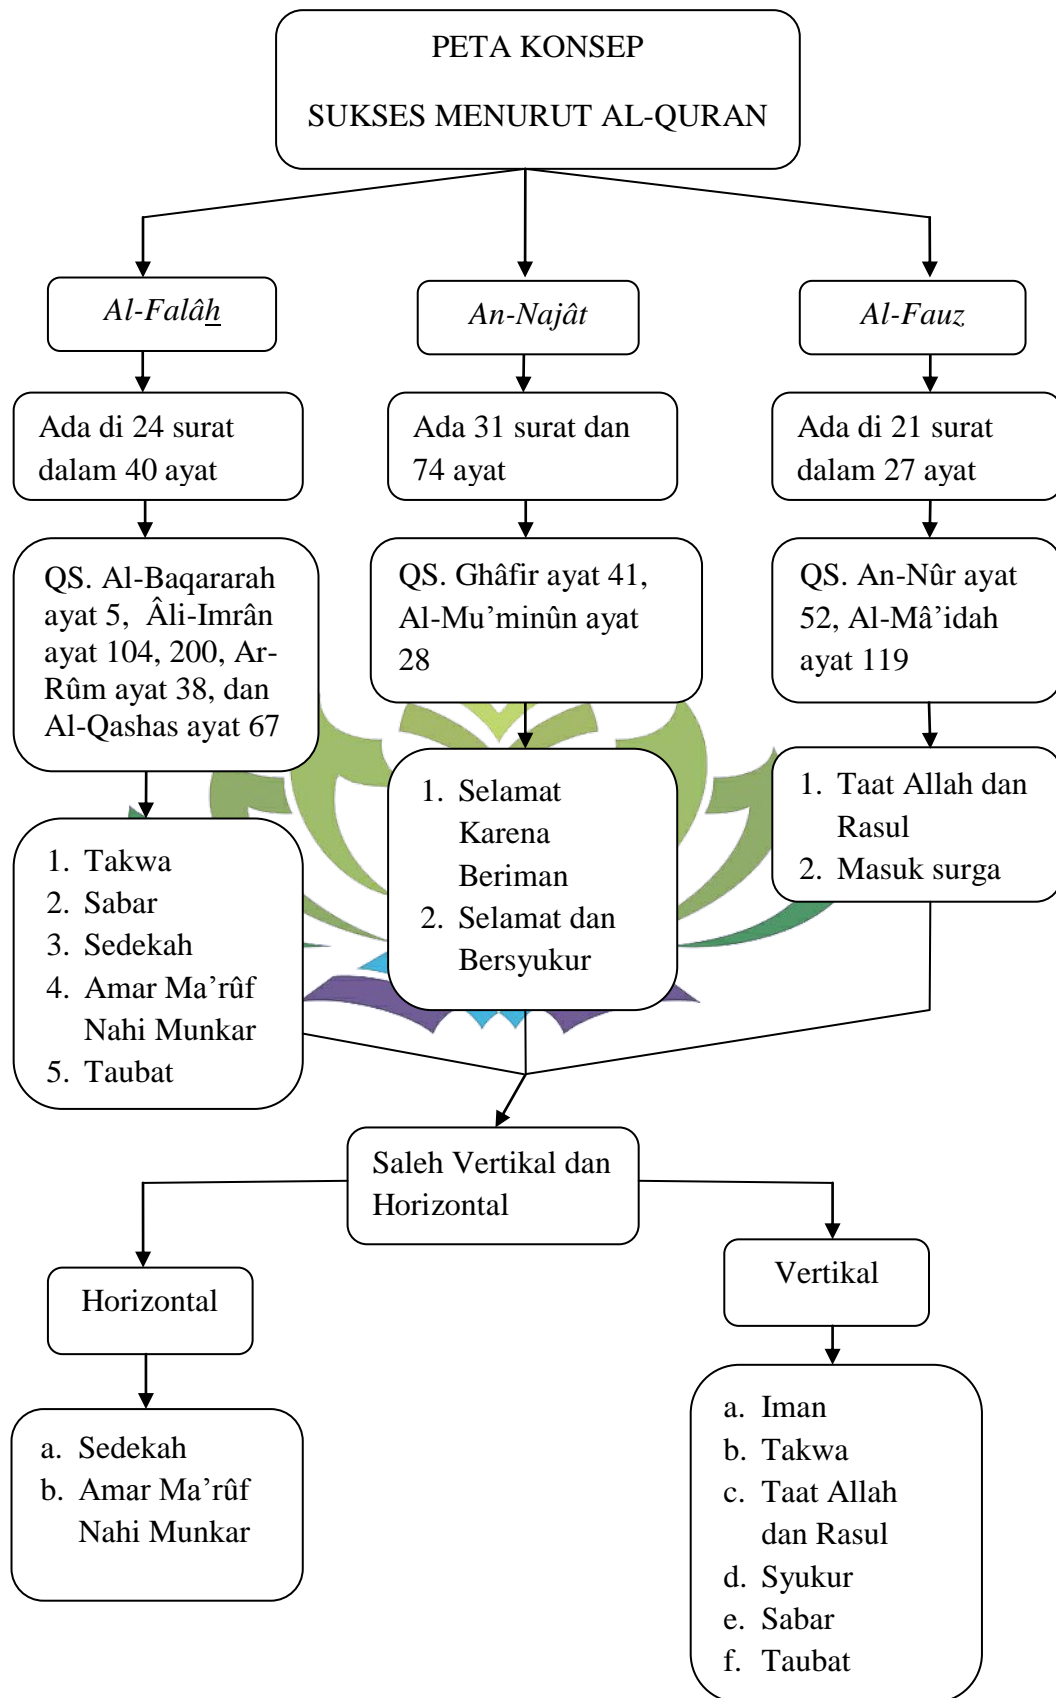 PETA KONSEP
SUKSES MENURUT AL-QURAN
Al-Falâh
An-Najât
Al-Fauz
Ada di 24 surat
dalam 40 ayat
Ada 31 surat dan
74 ayat
Ada di 21 surat
dalam 27 ayat
QS. Al-Baqararah
ayat 5, Âli-Imrân
ayat 104, 200, Ar-
Rûm ayat 38, dan
Al-Qashas ayat 67
QS. Ghâfir ayat 41,
Al-Mu’minûn ayat
28
QS. An-Nûr ayat
52, Al-Mâ’idah
ayat 119
1. Takwa
2. Sabar
3. Sedekah
4. Amar Ma’rûf
Nahi Munkar
5. Taubat
1. Selamat
Karena
Beriman
2. Selamat dan
Bersyukur
1. Taat Allah dan
Rasul
2. Masuk surga
Saleh Vertikal dan
Horizontal
Horizontal
Vertikal
a. Sedekah
b. Amar Ma’rûf
Nahi Munkar
a. Iman
b. Takwa
c. Taat Allah
dan Rasul
d. Syukur
e. Sabar
f. Taubat